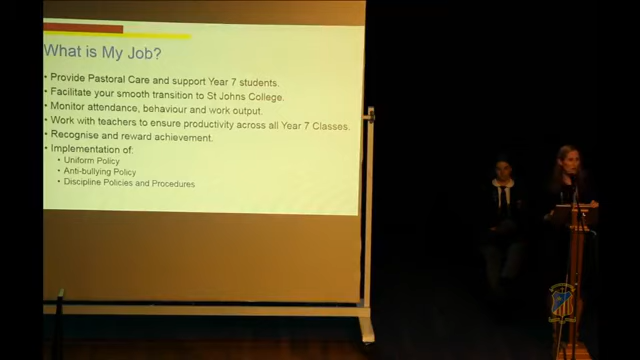 What is My Job?
• Provide Pastoral Care and support Year 7 students.
• Facilitate your smooth transition to St Johns College.
• Monitor attendance, behaviour and work output.
• Work with teachers to ensure productivity across all Year 7 Classes.
• Recognise and reward achievement.
• Implementation of:
• Uniform Policy
• Anti-bullying Policy
• Discipline Policies and Procedures